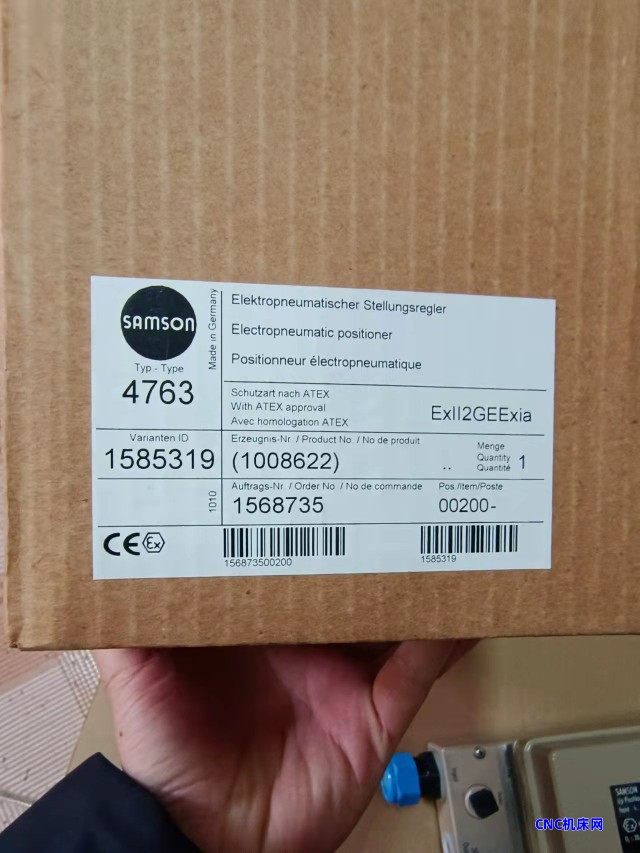 SAMSON
Made in Germany
Typ - Type
4763
Elektropneumatischer Stellungsregler
Electropneumatic positioner
Positionneur électropneumatique
Schutzart nach ATEX
With ATEX approval
Avec homologation ATEX
ExII2GEExia
Varianten ID
1585319
Erzeugnis-Nr. / Product No. / No de produit
(1008622)
..
Menge
Quantity
Quantité
1
1010
Auftrags-Nr / Order No. / No de commande
1568735
Pos./Item/Poste
00200-
CE Ex
156873500200
1585319
SAMSON
CNC机床网